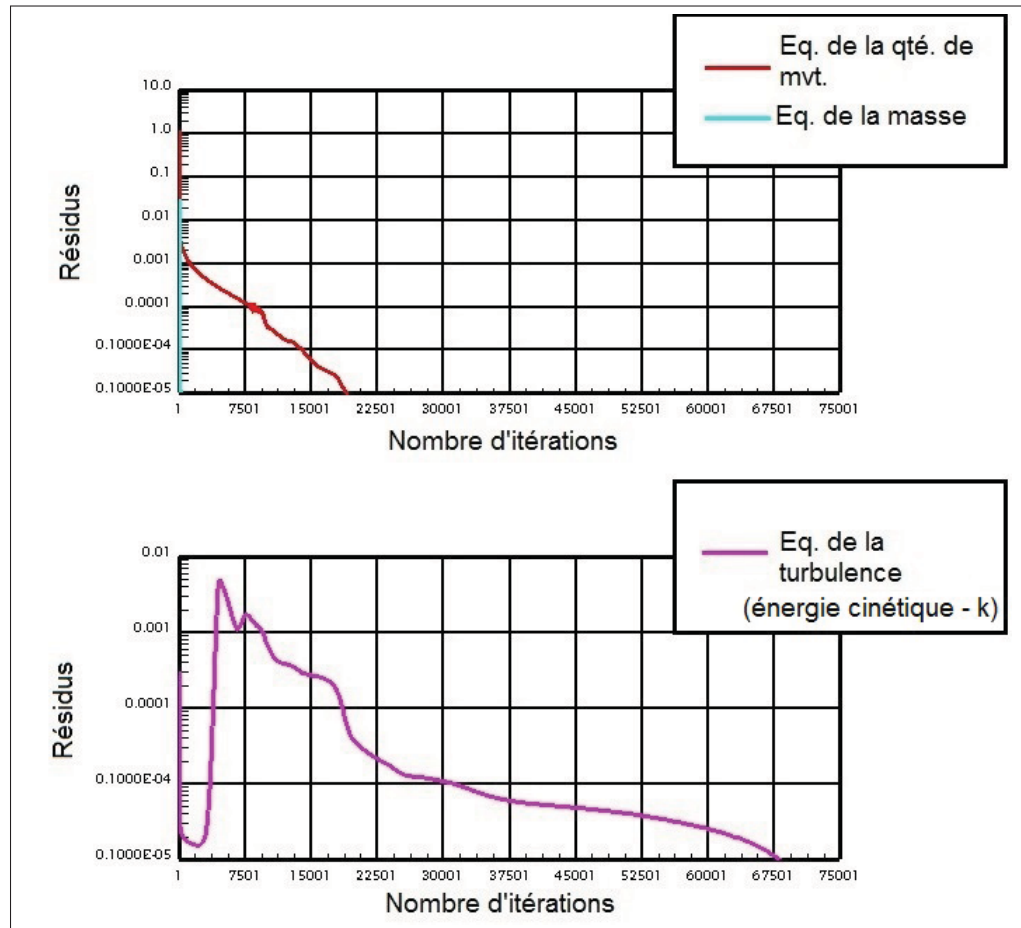 Eq. de la qté. de
mvt.
Eq. de la masse
Résidus
10.0
1.0
0.1
0.01
0.001
0.0001
0.1000E-04
0.1000E-05
1 7501 15001 22501 30001 37501 45001 52501 60001 67501 75001
Nombre d'itérations
Eq. de la
turbulence
(énergie cinétique - k)
Résidus
0.01
0.001
0.0001
0.1000E-04
0.1000E-05
1 7501 15001 22501 30001 37501 45001 52501 60001 67501 75001
Nombre d'itérations